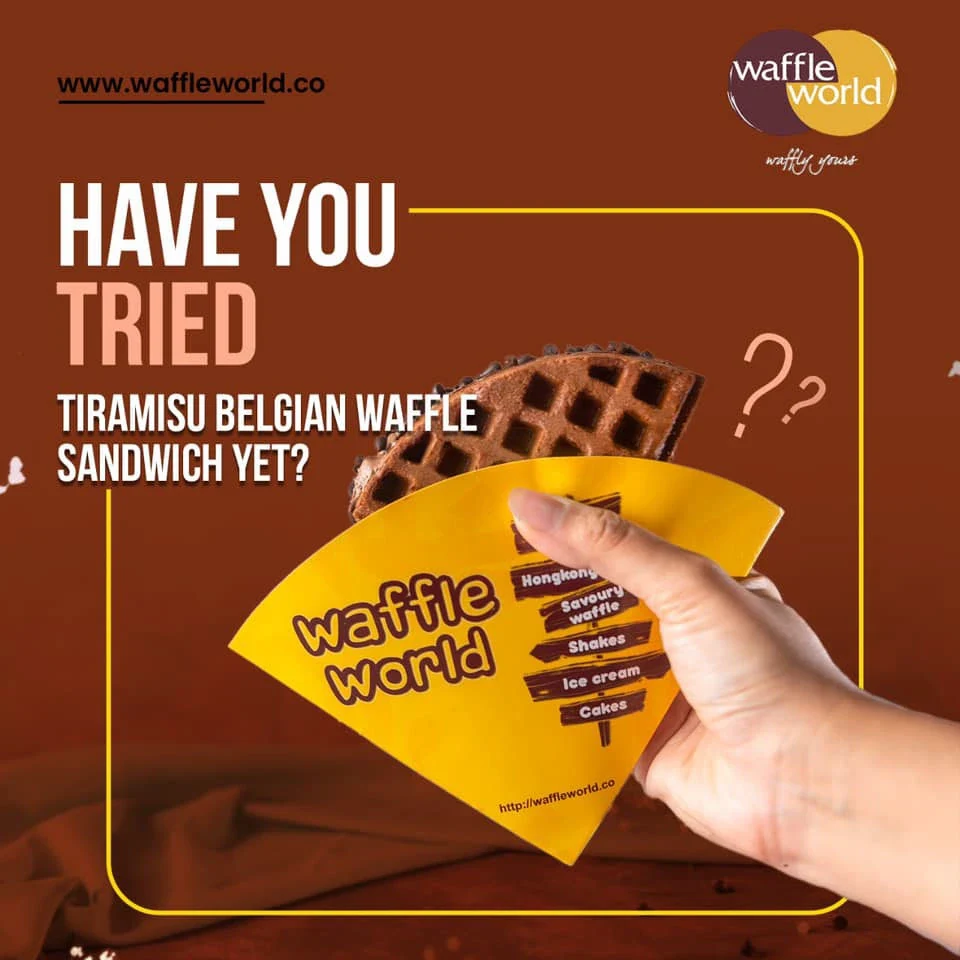 www.waffleworld.co
waffle
world
waffly yours
HAVE YOU
TRIED
TIRAMISU BELGIAN WAFFLE
SANDWICH YET?
??
waffle
world
Hongkong
Savoury
waffle
Shakes
Ice cream
Cakes
http://waffleworld.co